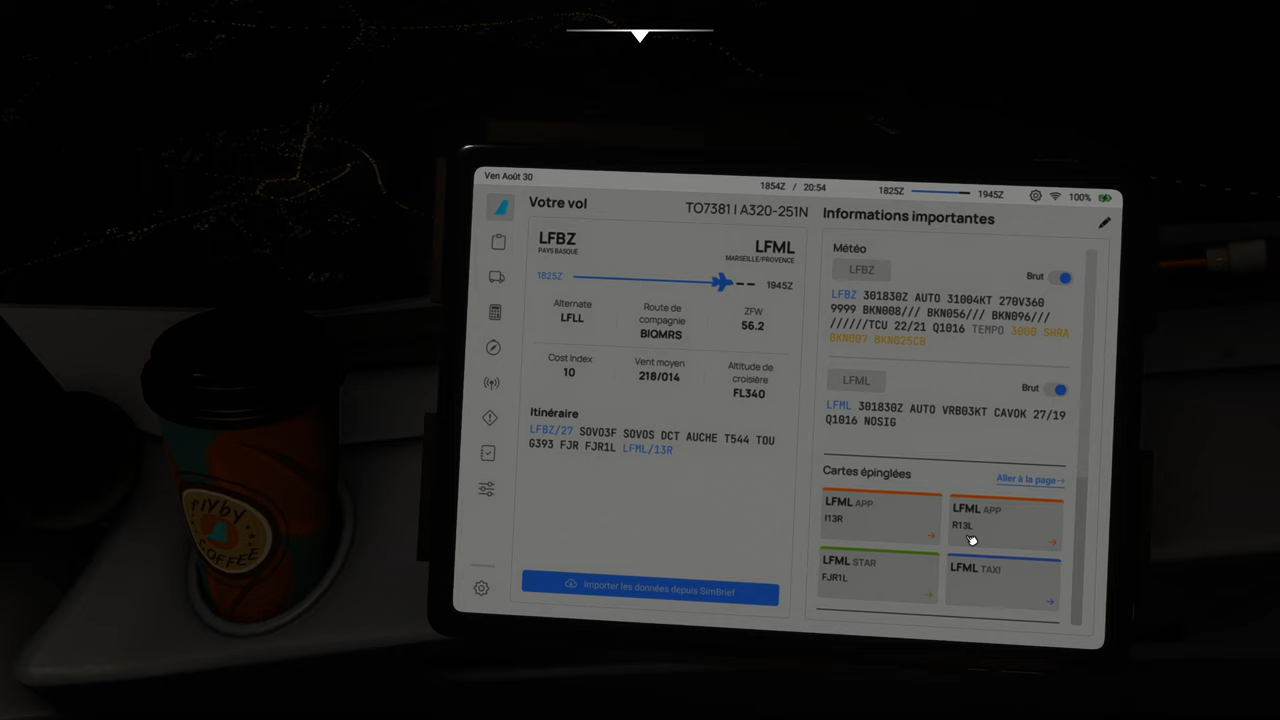 Ven Août 30
1854Z / 20:54
1825Z
1945Z
100%
Votre vol
TO7381 | A320-251N
LFBZ
PAYS BASQUE
LFML
MARSEILLE/PROVENCE
1825Z
1945Z
Alternate
LFLL
Route de
compagnie
BIQMRS
ZFW
56.2
Cost Index
10
Vent moyen
218/014
Altitude de
croisière
FL340
Itinéraire
LFBZ/27 SOVO3F SOVOS DCT AUCHE T544 TOU
G393 FJR FJR1L LFML/13R
Importer les données depuis SimBrief
Informations importantes
Météo
LFBZ
Brut
LFBZ 301830Z AUTO 31004KT 270V360
9999 BKN008/// BKN056/// BKN096///
//////TCU 22/21 Q1016 TEMPO 3000 SHRA
BKN007 BKN025CB
LFML
Brut
LFML 301830Z AUTO VRB03KT CAVOK 27/19
Q1016 NOSIG
Cartes épinglées
Aller à la page→
LFML APP
I13R
LFML APP
R13L
LFML STAR
FJR1L
LFML TAXI
flyby
COFFEE